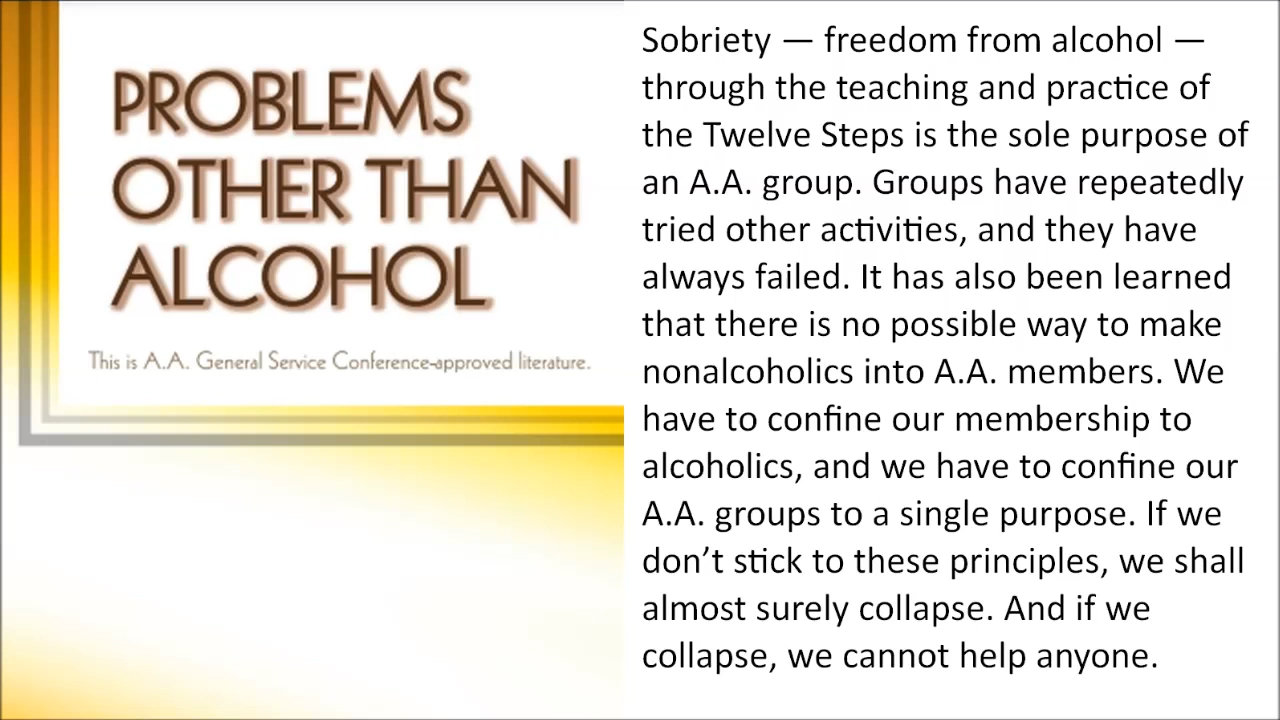 PROBLEMS
OTHER THAN
ALCOHOL
This is A.A. General Service Conference-approved literature.
Sobriety — freedom from alcohol —
through the teaching and practice of
the Twelve Steps is the sole purpose of
an A.A. group. Groups have repeatedly
tried other activities, and they have
always failed. It has also been learned
that there is no possible way to make
nonalcoholics into A.A. members. We
have to confine our membership to
alcoholics, and we have to confine our
A.A. groups to a single purpose. If we
don’t stick to these principles, we shall
almost surely collapse. And if we
collapse, we cannot help anyone.